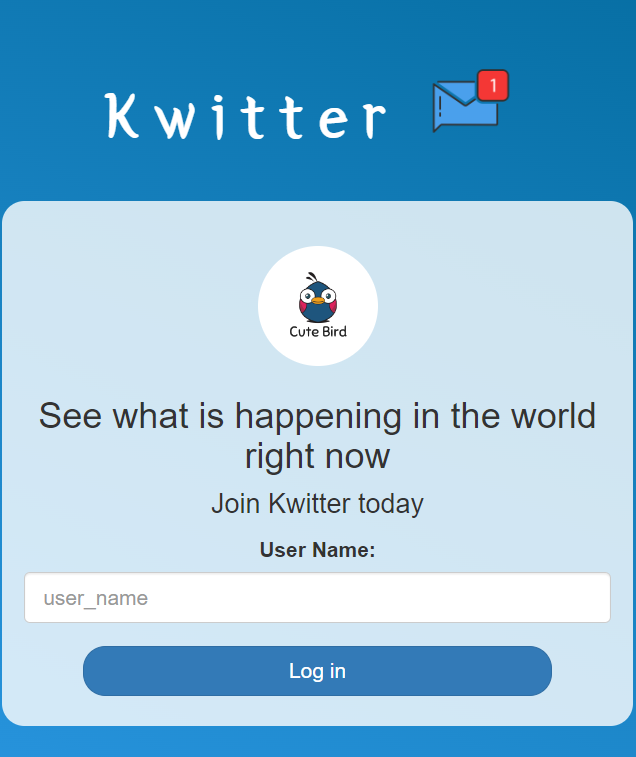 Kwitter
1
Cute Bird
See what is happening in the world
right now
Join Kwitter today
User Name:
user_name
Log in